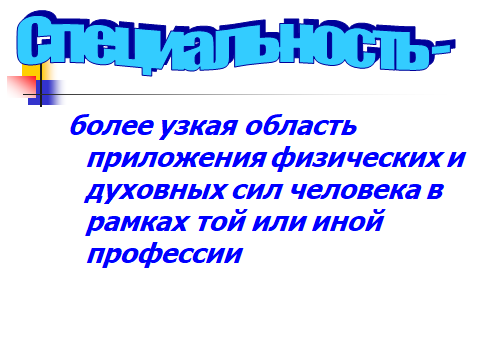 Специальность-
более узкая область
приложения физических и
духовных сил человека в
рамках той или иной
профессии